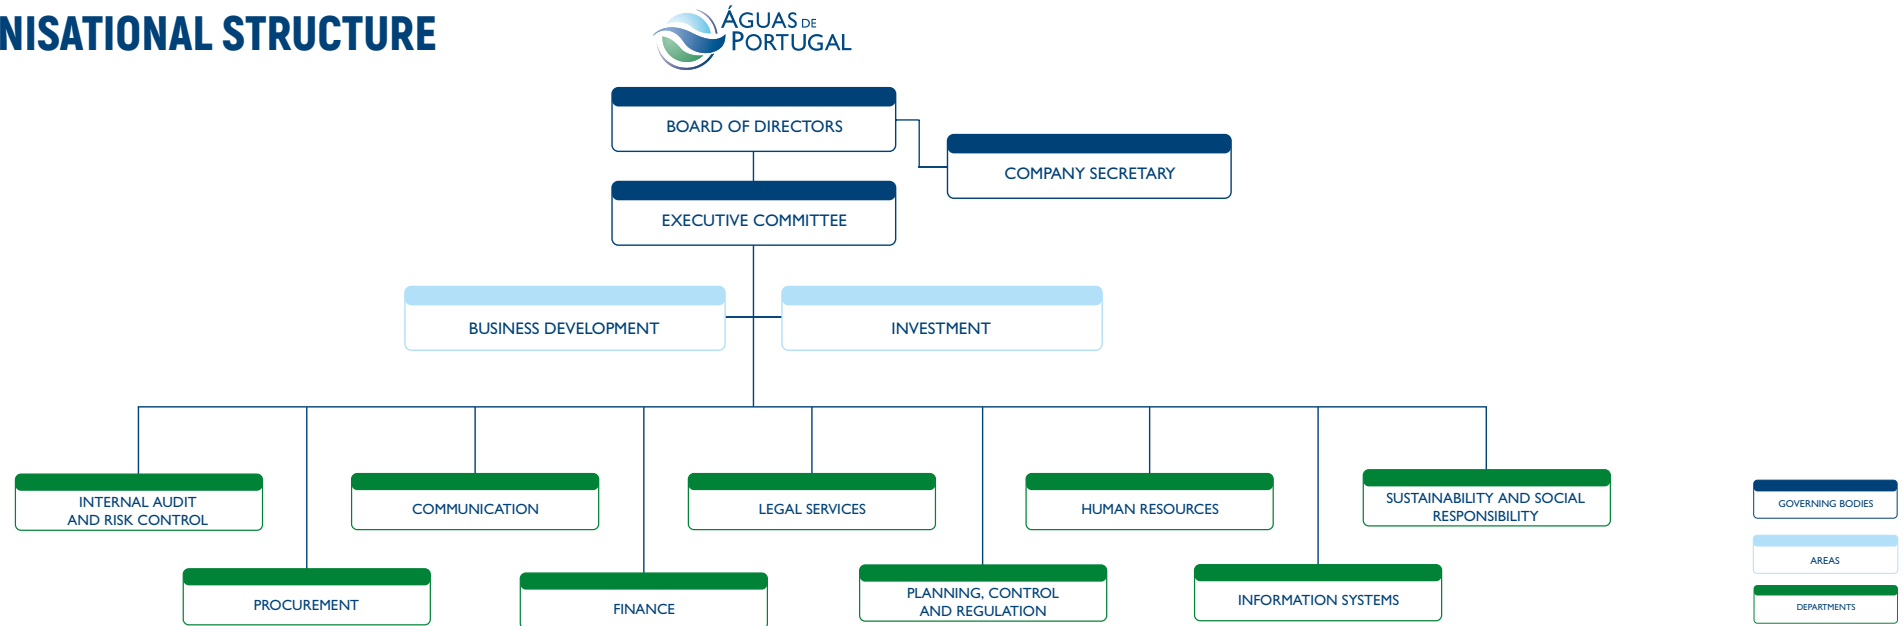 NISATIONAL STRUCTURE
ÁGUAS DE
PORTUGAL
BOARD OF DIRECTORS
COMPANY SECRETARY
EXECUTIVE COMMITTEE
BUSINESS DEVELOPMENT
INVESTMENT
INTERNAL AUDIT
AND RISK CONTROL
COMMUNICATION
LEGAL SERVICES
HUMAN RESOURCES
SUSTAINABILITY AND SOCIAL
RESPONSIBILITY
PROCUREMENT
FINANCE
PLANNING, CONTROL
AND REGULATION
INFORMATION SYSTEMS
GOVERNING BODIES
AREAS
DEPARTMENTS